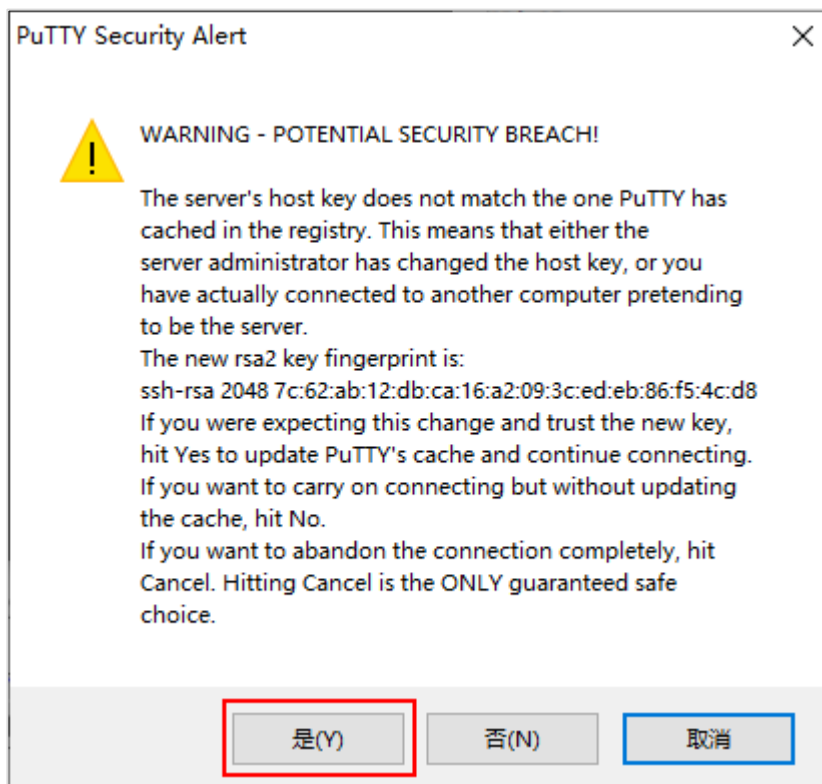 PuTTY Security Alert
WARNING - POTENTIAL SECURITY BREACH!
The server's host key does not match the one PuTTY has
cached in the registry. This means that either the
server administrator has changed the host key, or you
have actually connected to another computer pretending
to be the server.
The new rsa2 key fingerprint is:
ssh-rsa 2048 7c:62:ab:12:db:ca:16:a2:09:3c:ed:eb:86:f5:4c:d8
If you were expecting this change and trust the new key,
hit Yes to update PuTTY's cache and continue connecting.
If you want to carry on connecting but without updating
the cache, hit No.
If you want to abandon the connection completely, hit
Cancel. Hitting Cancel is the ONLY guaranteed safe
choice.
是(Y) 否(N) 取消